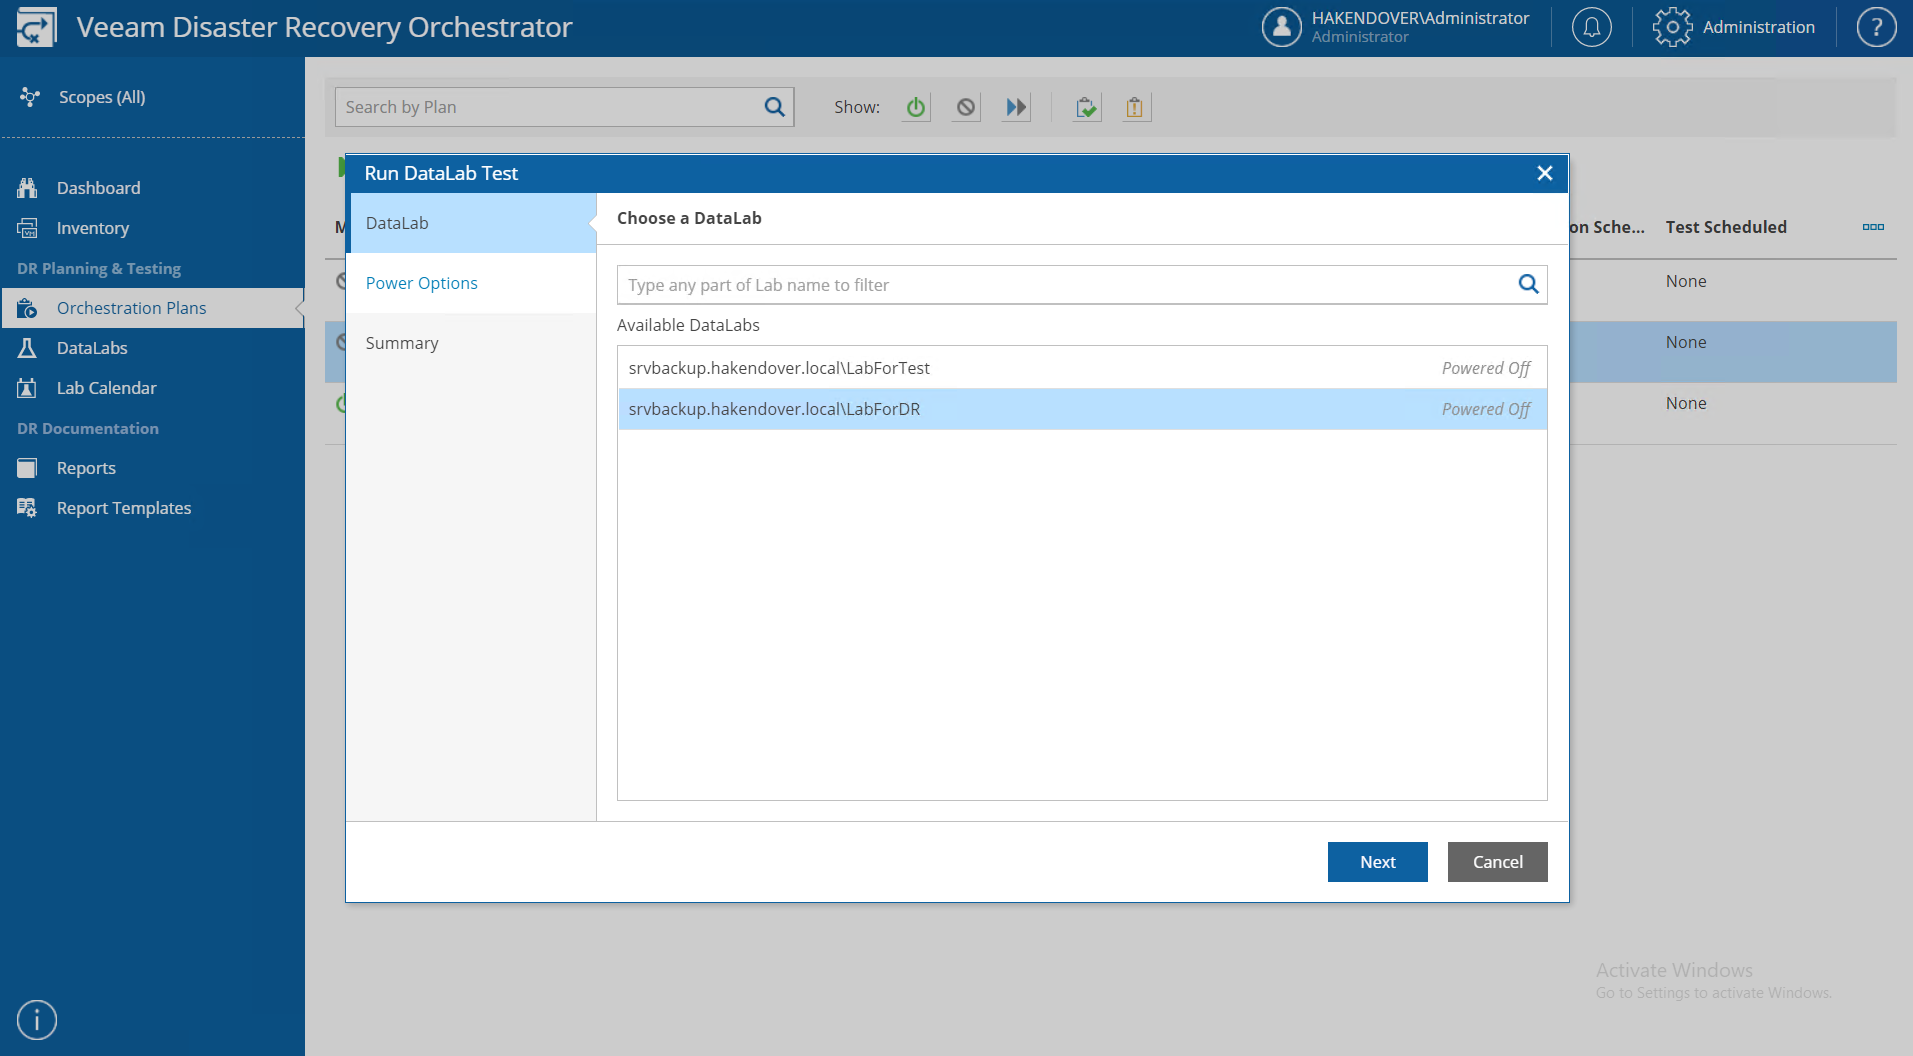 Veeam Disaster Recovery Orchestrator
HAKENDOVER\Administrator
Administrator
Administration
?
Scopes (All)
Search by Plan
Show:
Dashboard
Inventory
DR Planning & Testing
Orchestration Plans
DataLabs
Lab Calendar
DR Documentation
Reports
Report Templates
Run DataLab Test
DataLab
Power Options
Summary
Choose a DataLab
Type any part of Lab name to filter
Available DataLabs
srvbackup.hakendover.local\LabForTest Powered Off
srvbackup.hakendover.local\LabForDR Powered Off
Next Cancel
on Sche... Test Scheduled
None
None
None
Activate Windows
Go to Settings to activate Windows.